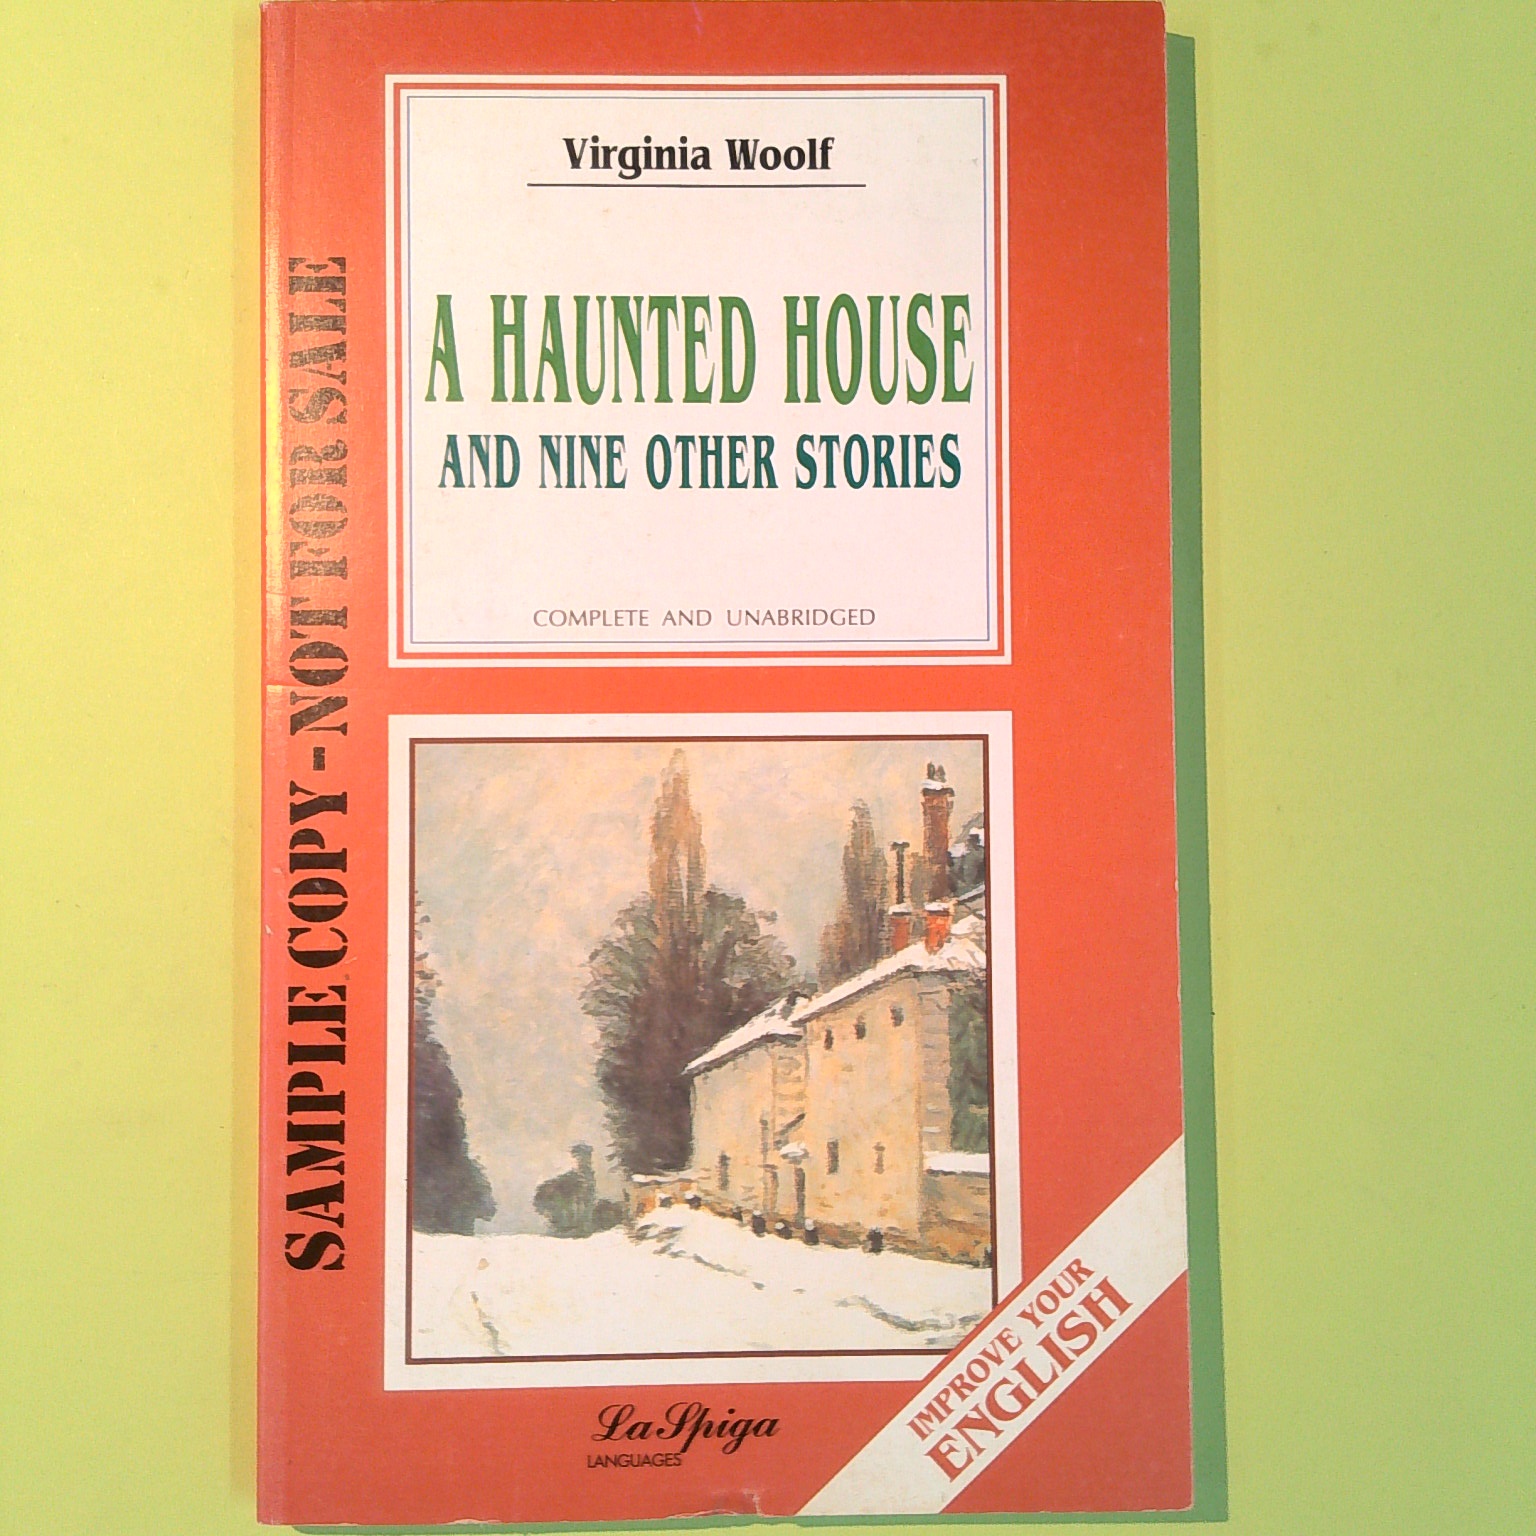 Virginia Woolf
A HAUNTED HOUSE
AND NINE OTHER STORIES
COMPLETE AND UNABRIDGED
SAMPLE COPY - NOT FOR SALE
IMPROVE YOUR
ENGLISH
La Spiga
LANGUAGES